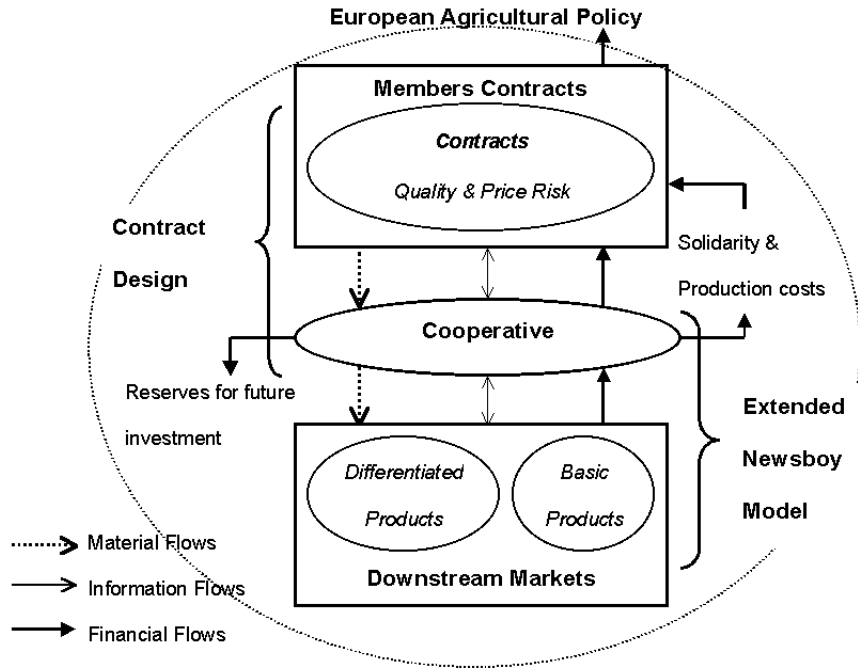 European Agricultural Policy
Members Contracts
Contracts
Quality & Price Risk
Contract
Design
Solidarity &
Production costs
Cooperative
Reserves for future
investment
Extended
Newsboy
Model
Differentiated
Products
Basic
Products
Downstream Markets
Material Flows
Information Flows
Financial Flows